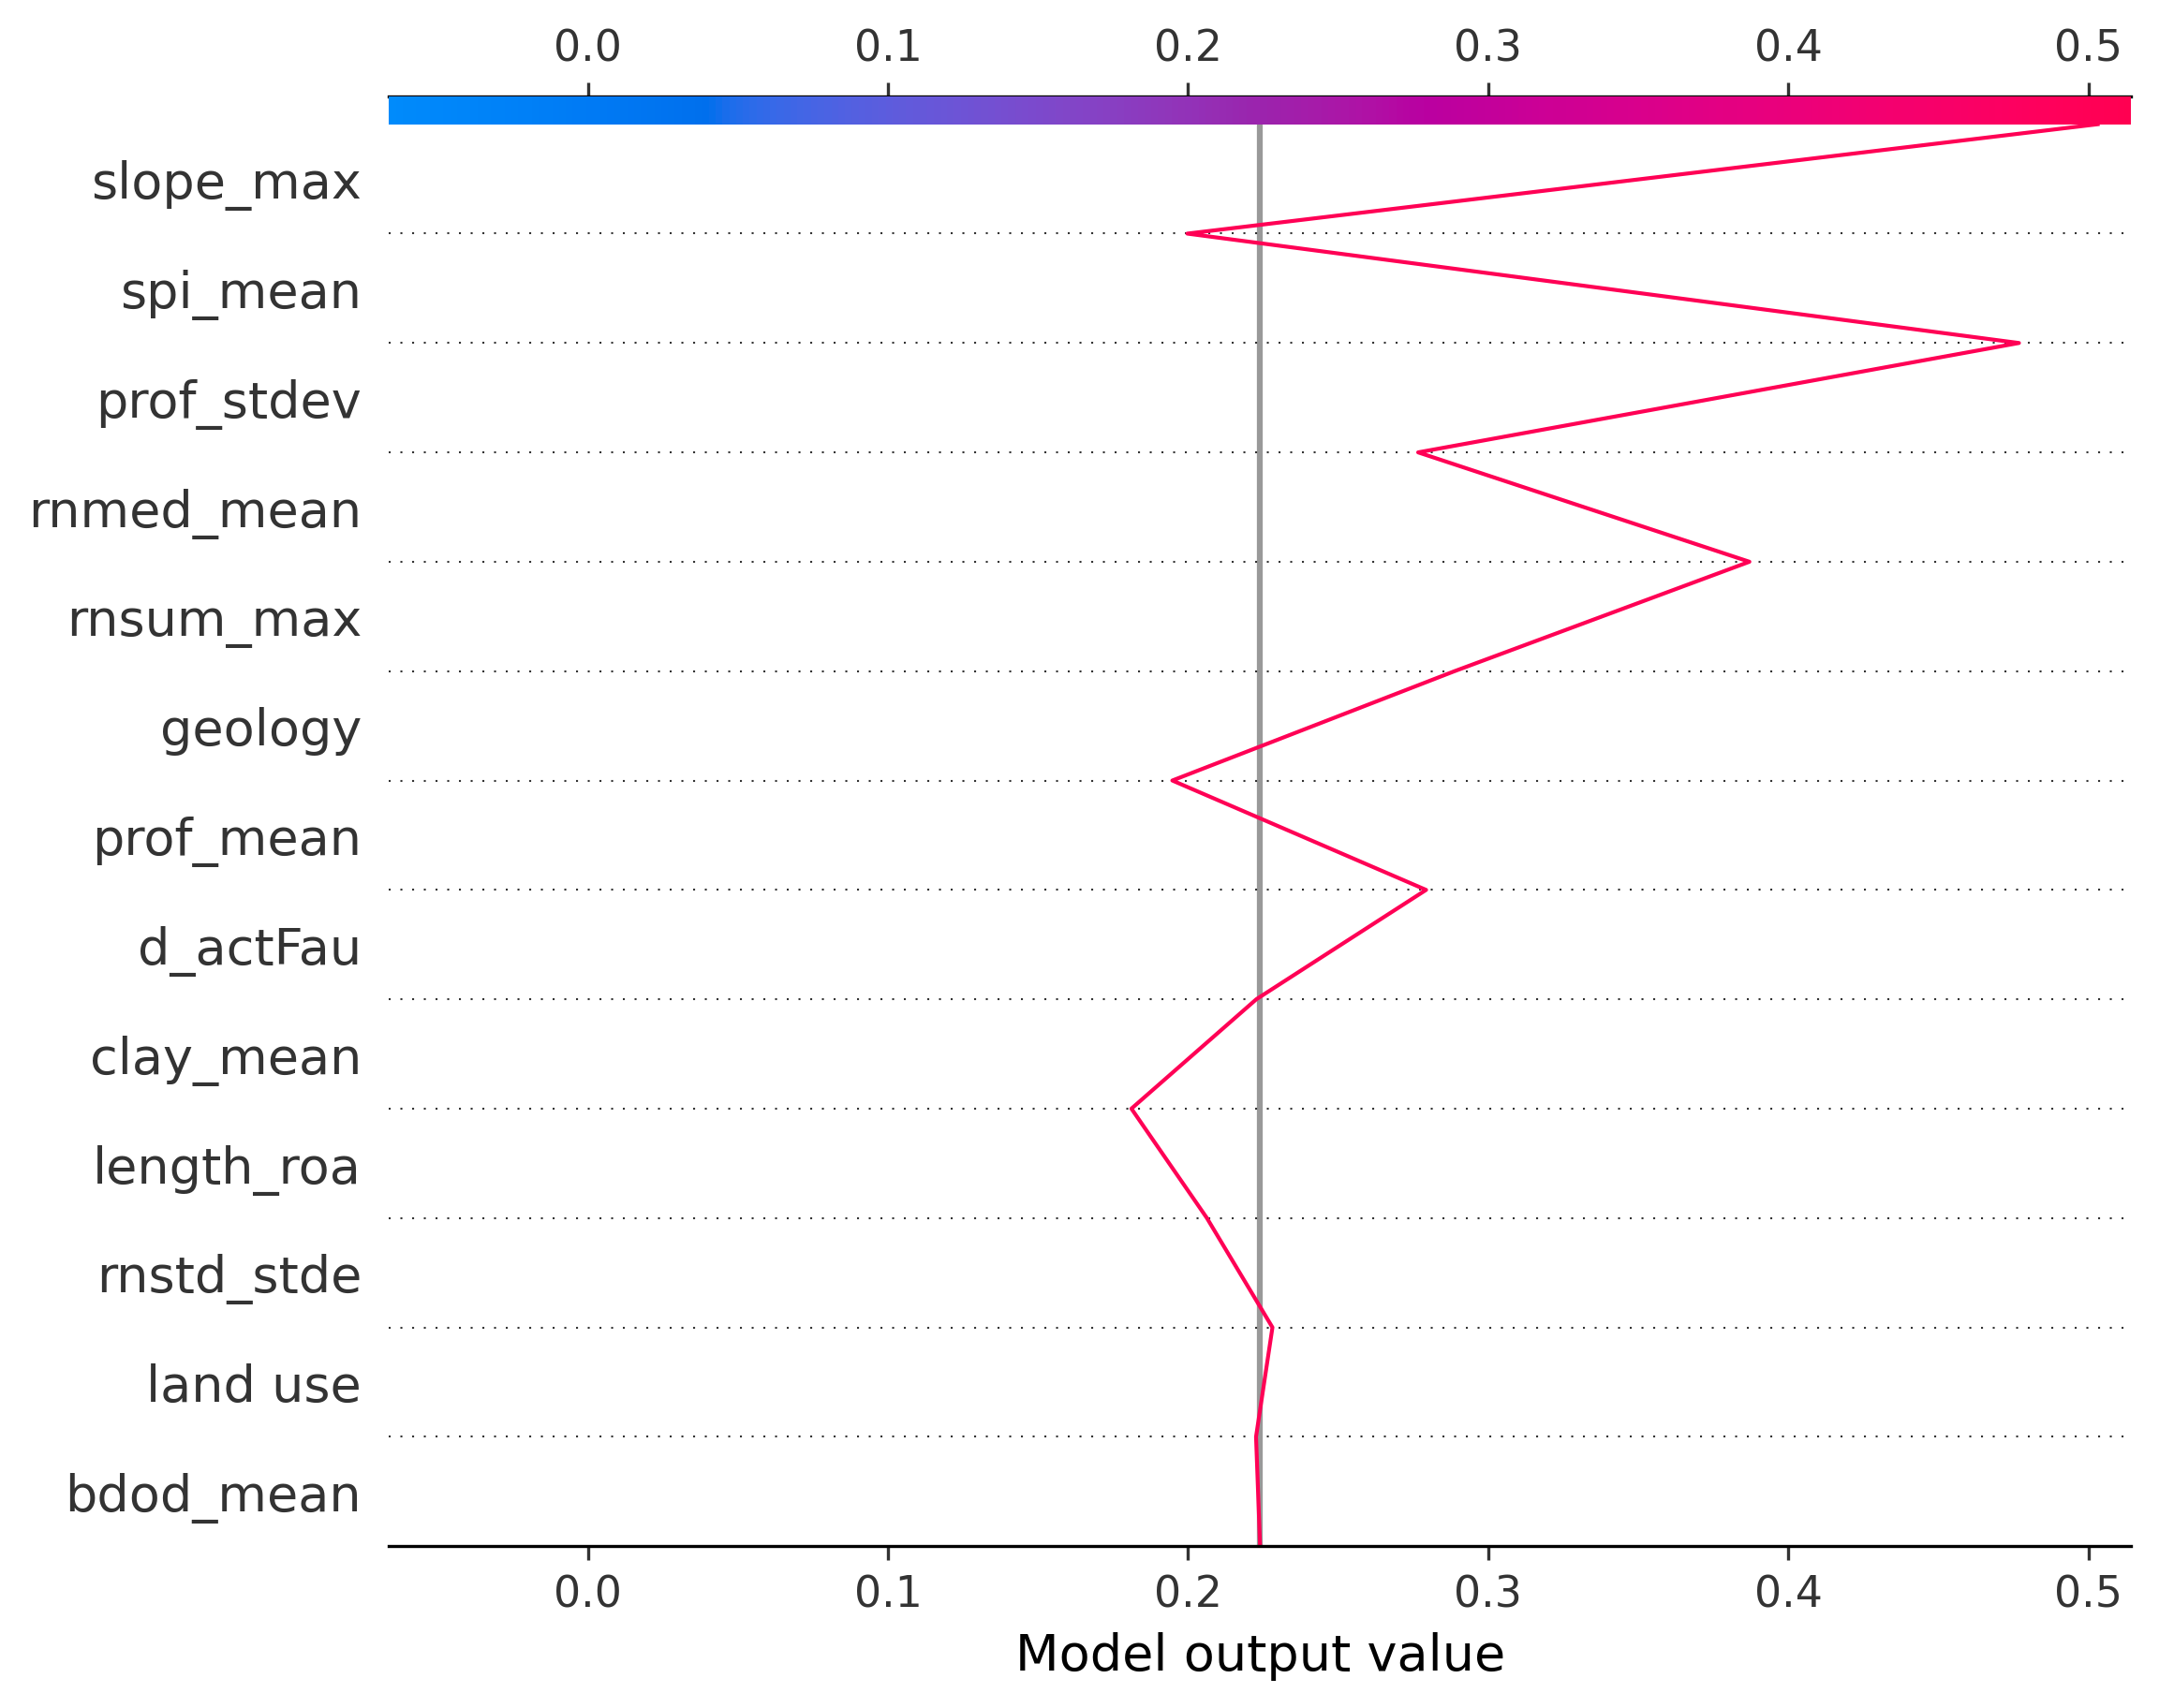 0.0 0.1 0.2 0.3 0.4 0.5
slope_max
spi_mean
prof_stdev
rnmed_mean
rnsum_max
geology
prof_mean
d_actFau
clay_mean
length_roa
rnstd_stde
land use
bdod_mean
0.0 0.1 0.2 0.3 0.4 0.5
Model output value